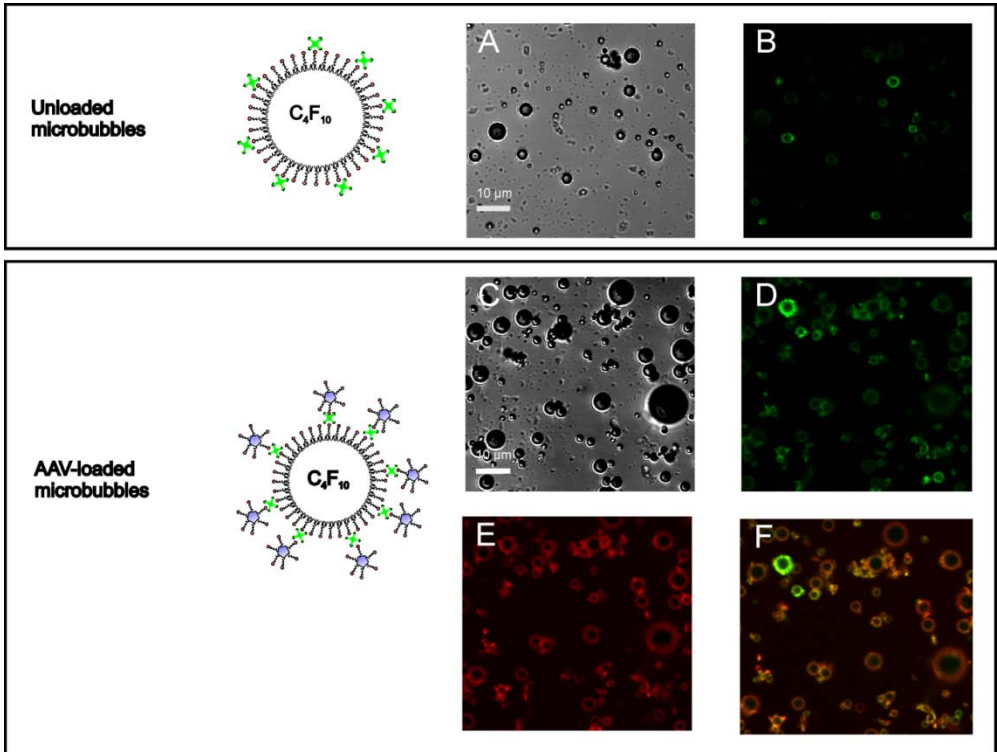 Unloaded
microbubbles
C₄F₁₀
A
10 µm
B
AAV-loaded
microbubbles
C₄F₁₀
C
10 µm
D
E
F